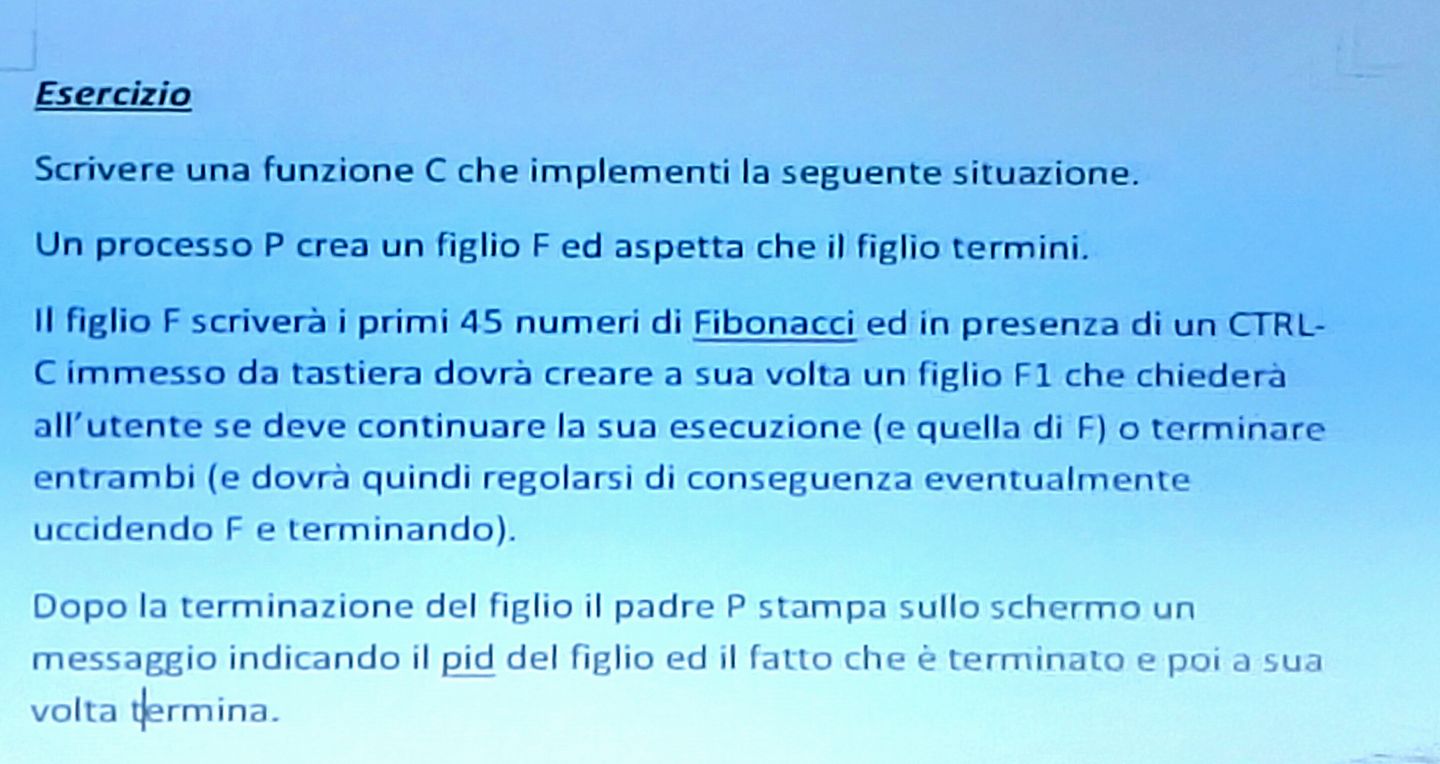 Esercizio
Scrivere una funzione C che implementi la seguente situazione.
Un processo P crea un figlio F ed aspetta che il figlio termini.
Il figlio F scriverà i primi 45 numeri di Fibonacci ed in presenza di un CTRL-
C immesso da tastiera dovrà creare a sua volta un figlio F1 che chiederà
all'utente se deve continuare la sua esecuzione (e quella di F) o terminare
entrambi (e dovrà quindi regolarsi di conseguenza eventualmente
uccidendo F e terminando).
Dopo la terminazione del figlio il padre P stampa sullo schermo un
messaggio indicando il pid del figlio ed il fatto che è terminato e poi a sua
volta termina.